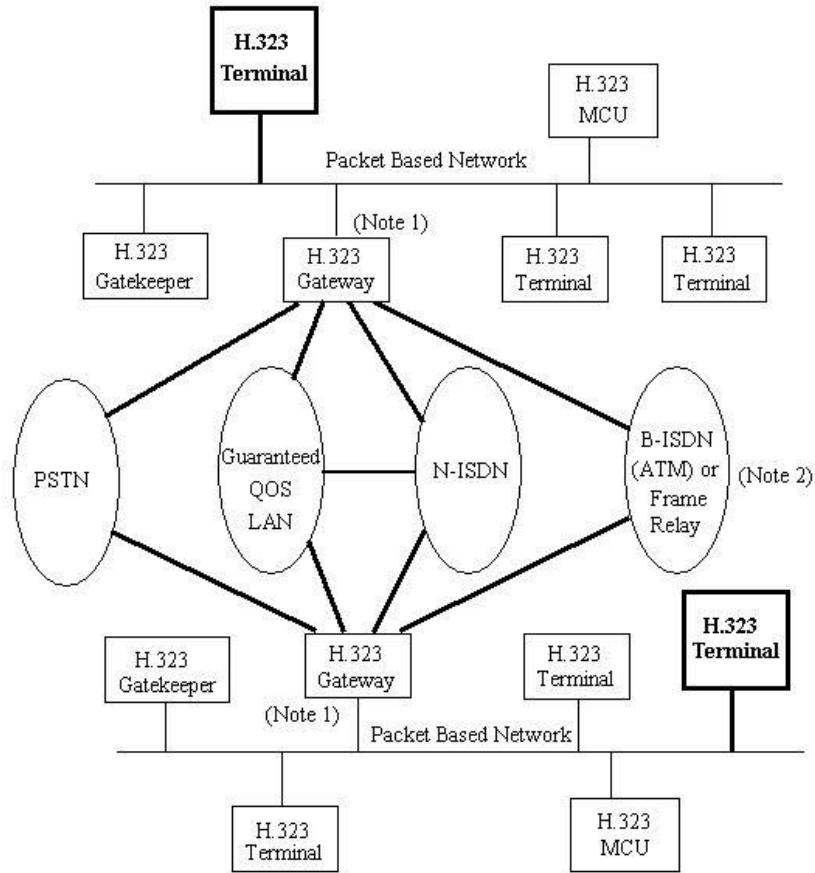 H.323
Terminal
H.323
MCU
Packet Based Network
(Note 1)
H.323
Gatekeeper
H.323
Gateway
H.323
Terminal
H.323
Terminal
PSTN
Guaranteed
QOS
LAN
N-ISDN
B-ISDN
(ATM) or
Frame
Relay
(Note 2)
H.323
Gatekeeper
H.323
Gateway
H.323
Terminal
H.323
Terminal
(Note 1)
Packet Based Network
H.323
Terminal
H.323
MCU